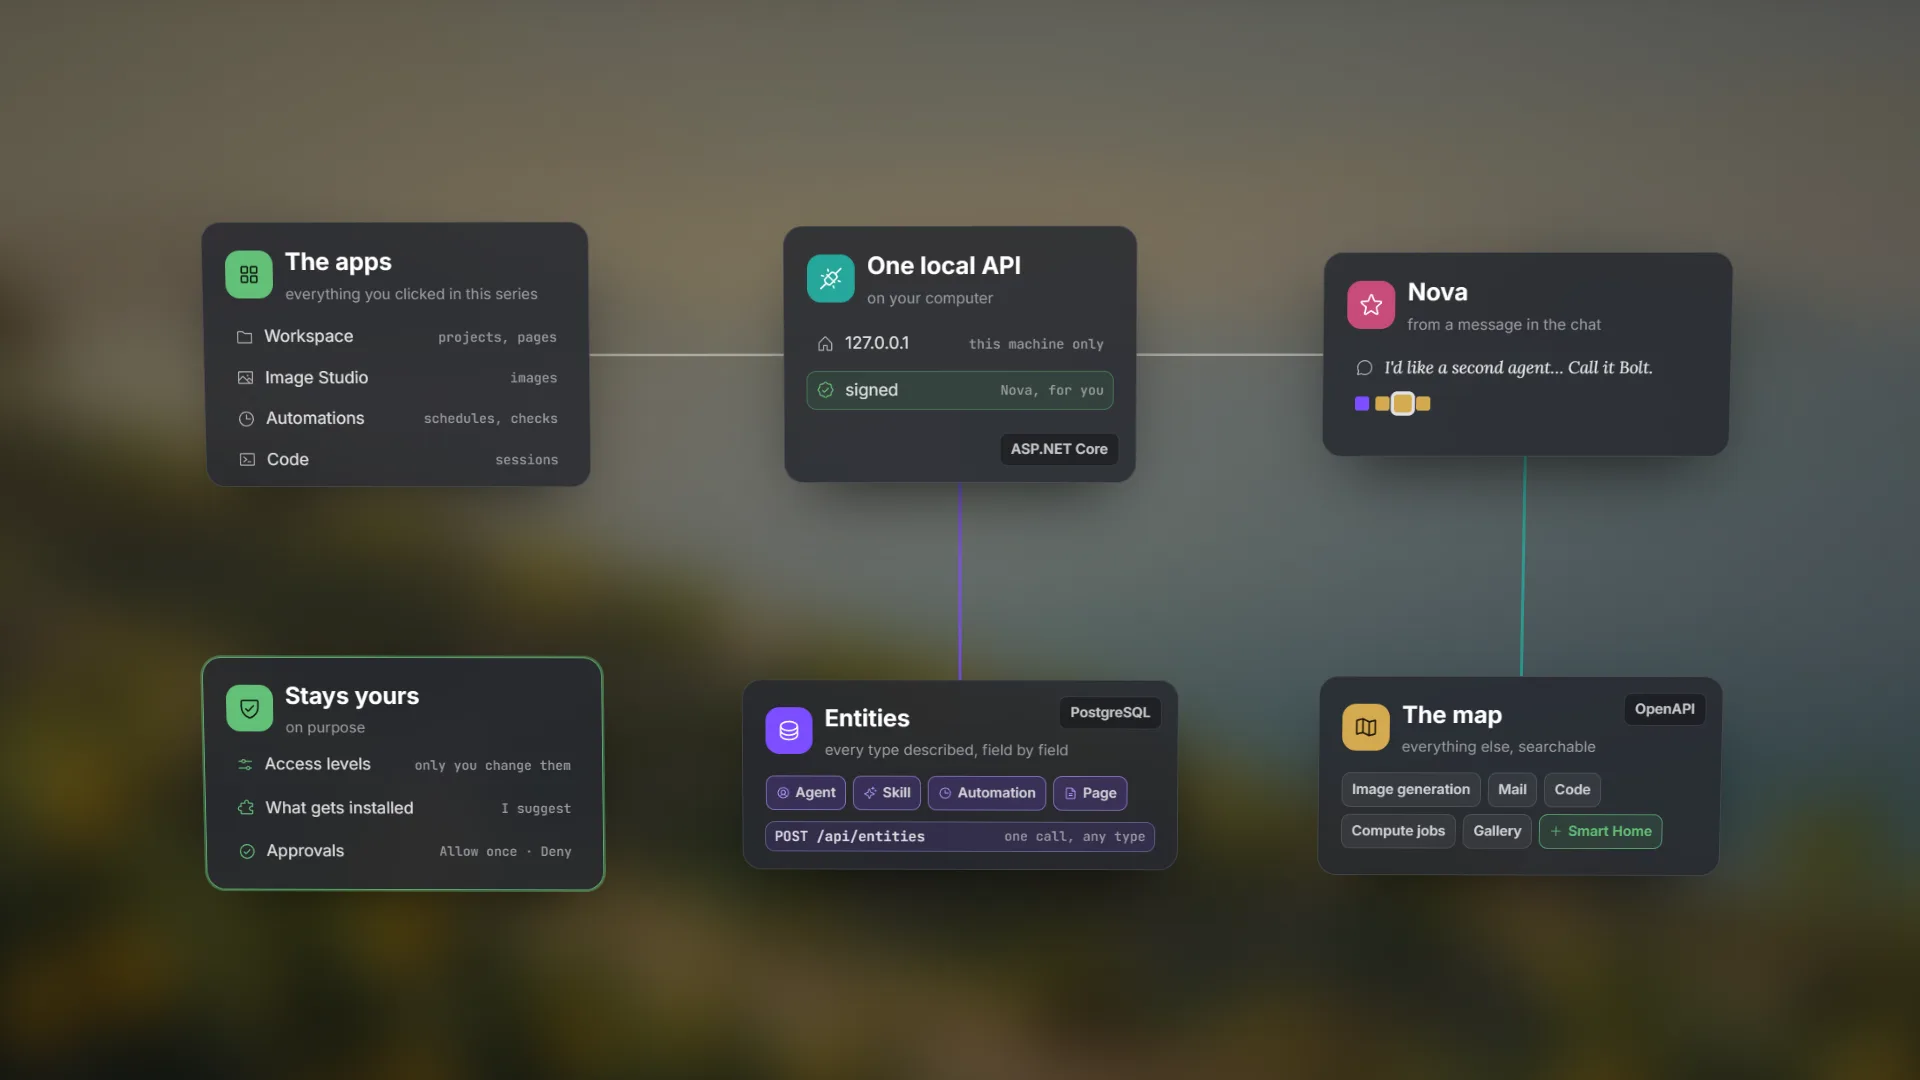 The apps
everything you clicked in this series
Workspace projects, pages
Image Studio images
Automations schedules, checks
Code sessions
One local API
on your computer
127.0.0.1 this machine only
signed Nova, for you
ASP.NET Core
Nova
from a message in the chat
I'd like a second agent... Call it Bolt.
Stays yours
on purpose
Access levels only you change them
What gets installed I suggest
Approvals Allow once · Deny
Entities
PostgreSQL
every type described, field by field
Agent Skill Automation Page
POST /api/entities one call, any type
The map
OpenAPI
everything else, searchable
Image generation Mail Code
Compute jobs Gallery + Smart Home